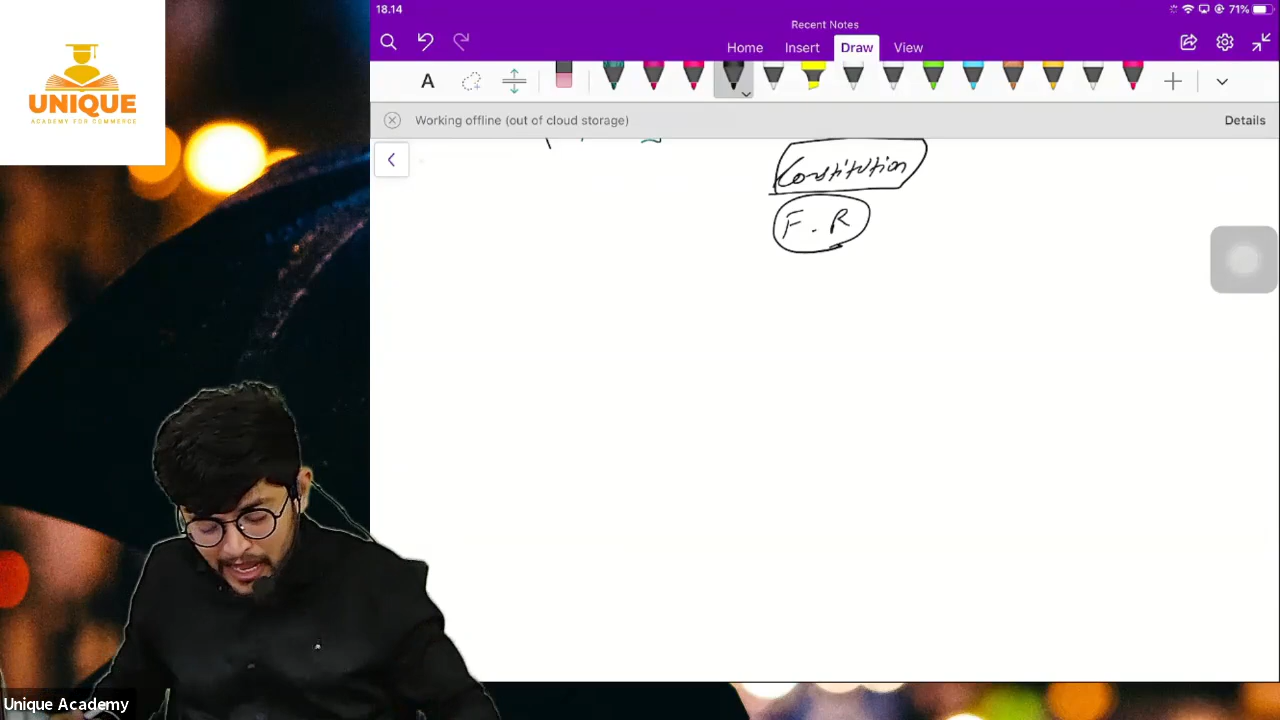 18.14
71%
Recent Notes
Home Insert Draw View
UNIQUE
ACADEMY FOR COMMERCE
A
Working offline (out of cloud storage)
Details
Constitution
F. R
Unique Academy